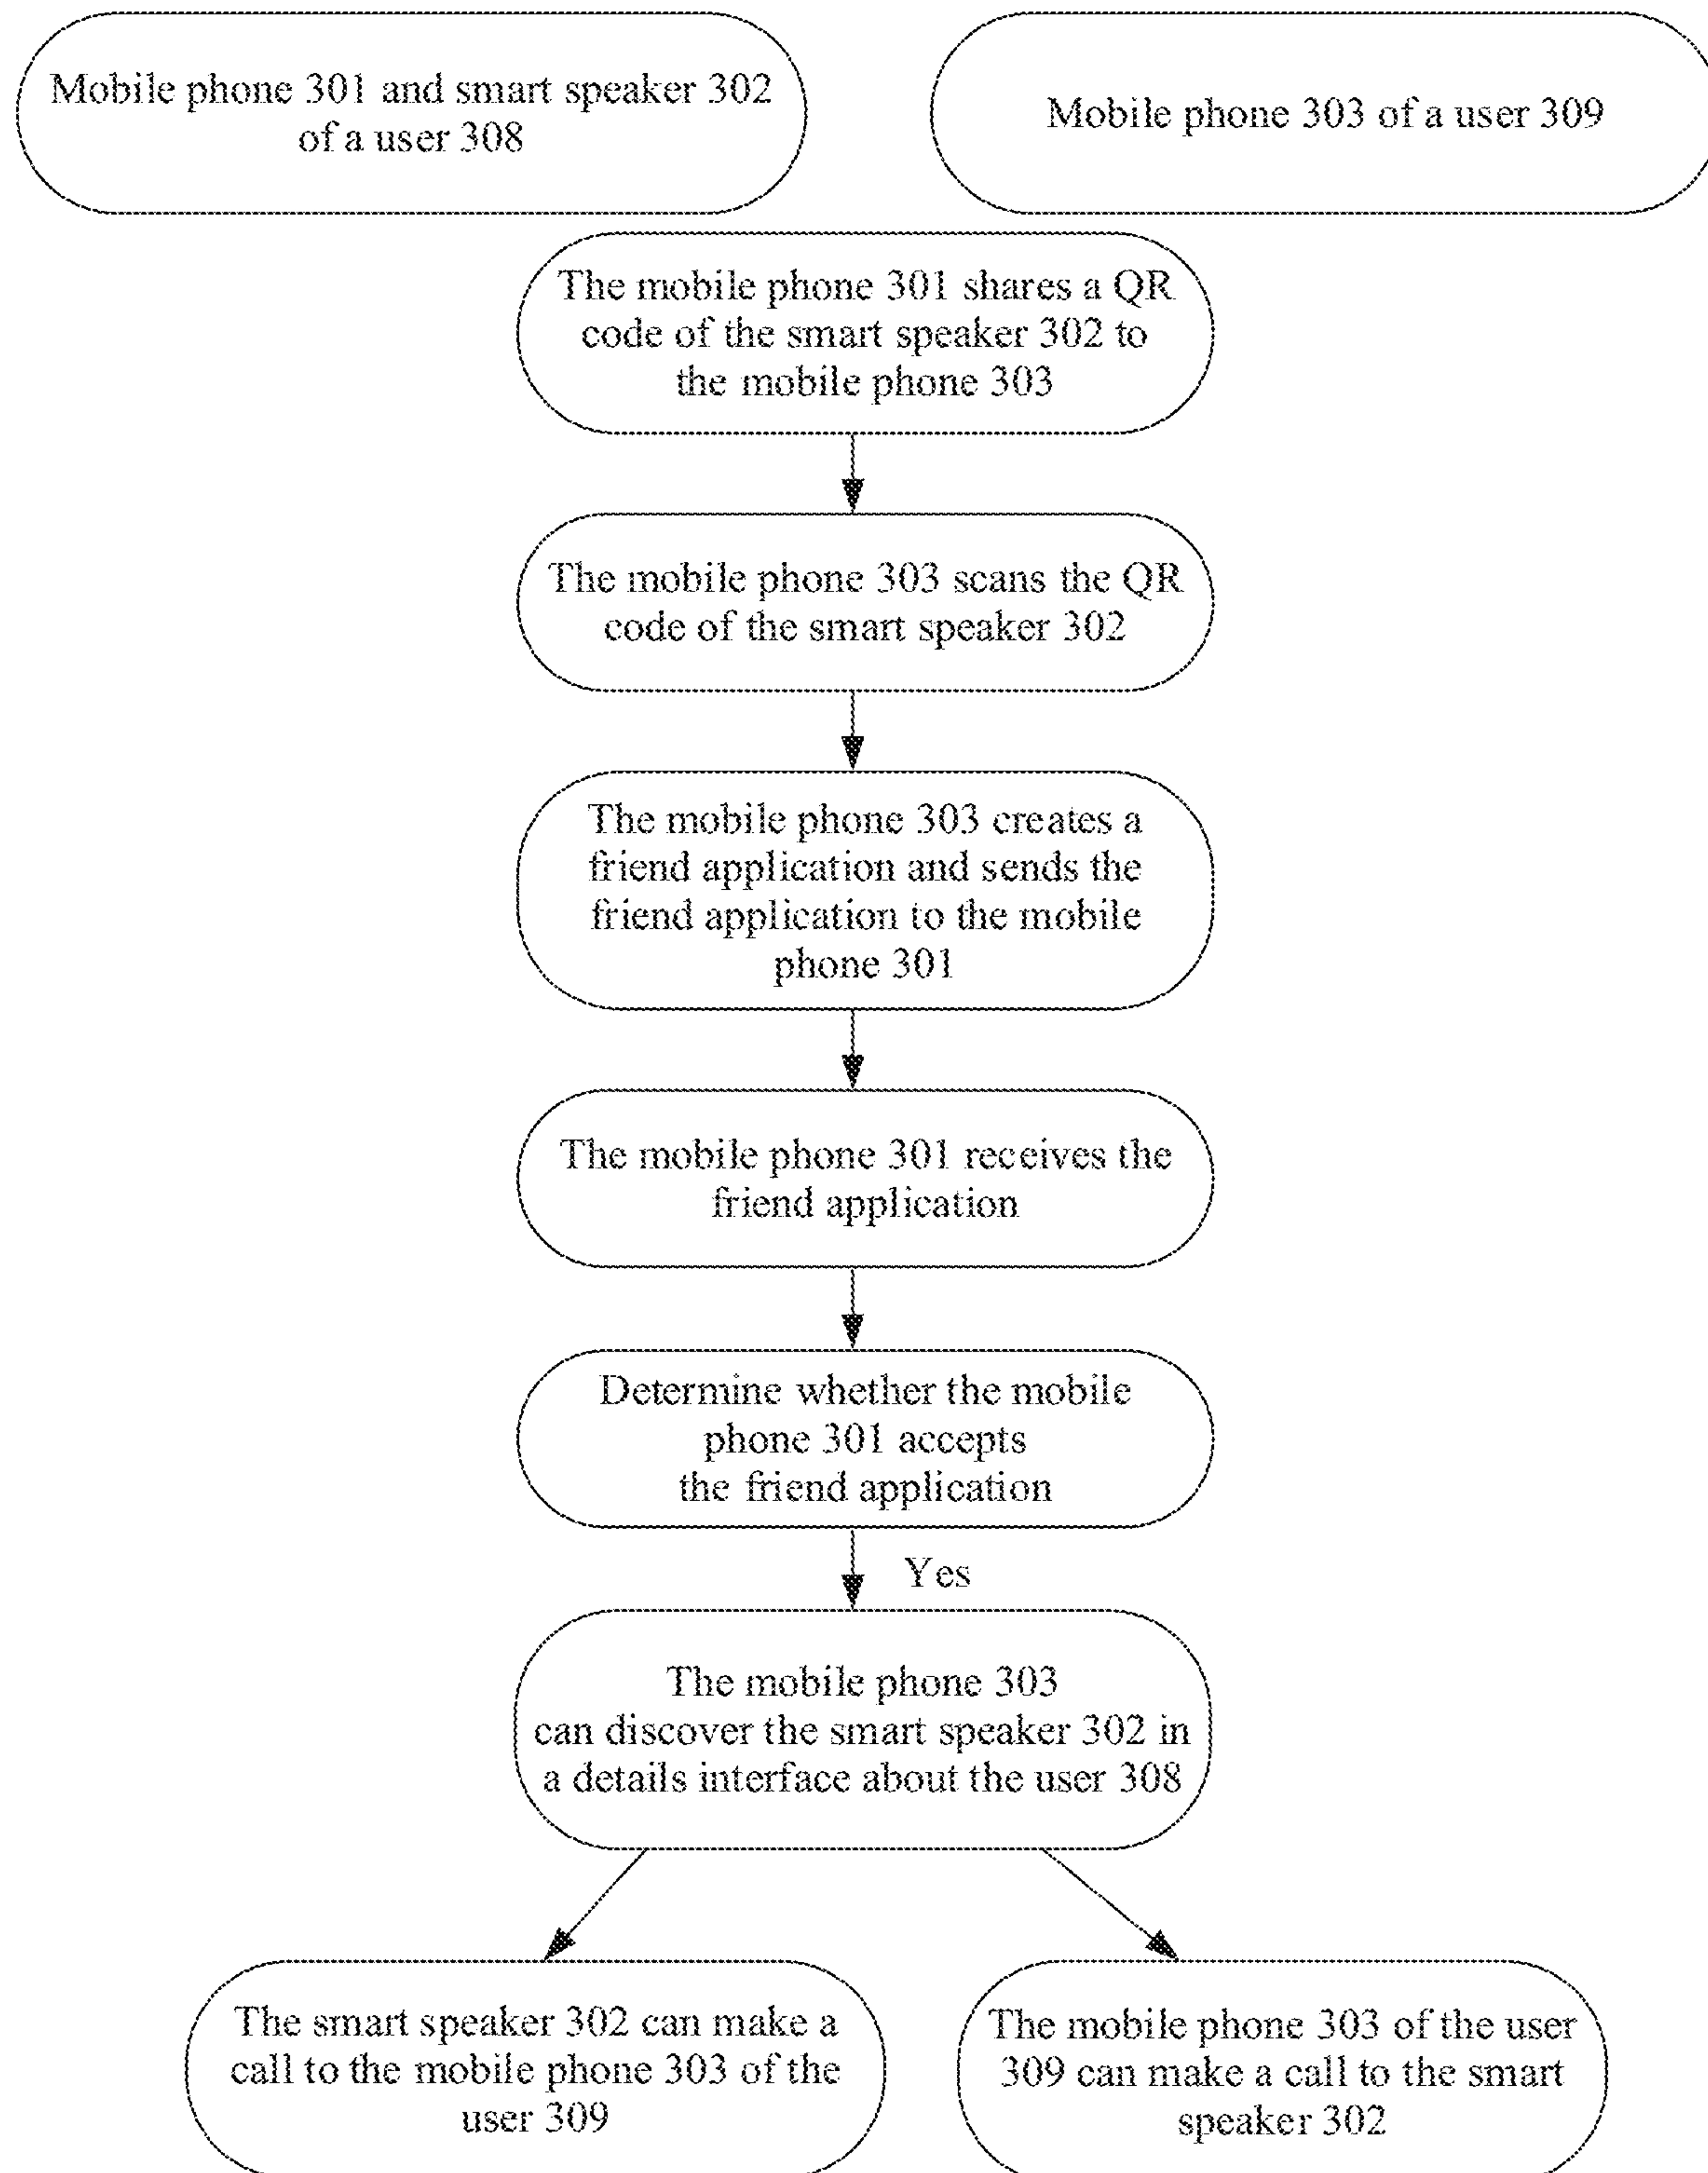 Mobile phone 301 and smart speaker 302
of a user 308
Mobile phone 303 of a user 309
The mobile phone 301 shares a QR
code of the smart speaker 302 to
the mobile phone 303
The mobile phone 303 scans the QR
code of the smart speaker 302
The mobile phone 303 creates a
friend application and sends the
friend application to the mobile
phone 301
The mobile phone 301 receives the
friend application
Determine whether the mobile
phone 301 accepts
the friend application
Yes
The mobile phone 303
can discover the smart speaker 302 in
a details interface about the user 308
The smart speaker 302 can make a
call to the mobile phone 303 of the
user 309
The mobile phone 303 of the user
309 can make a call to the smart
speaker 302